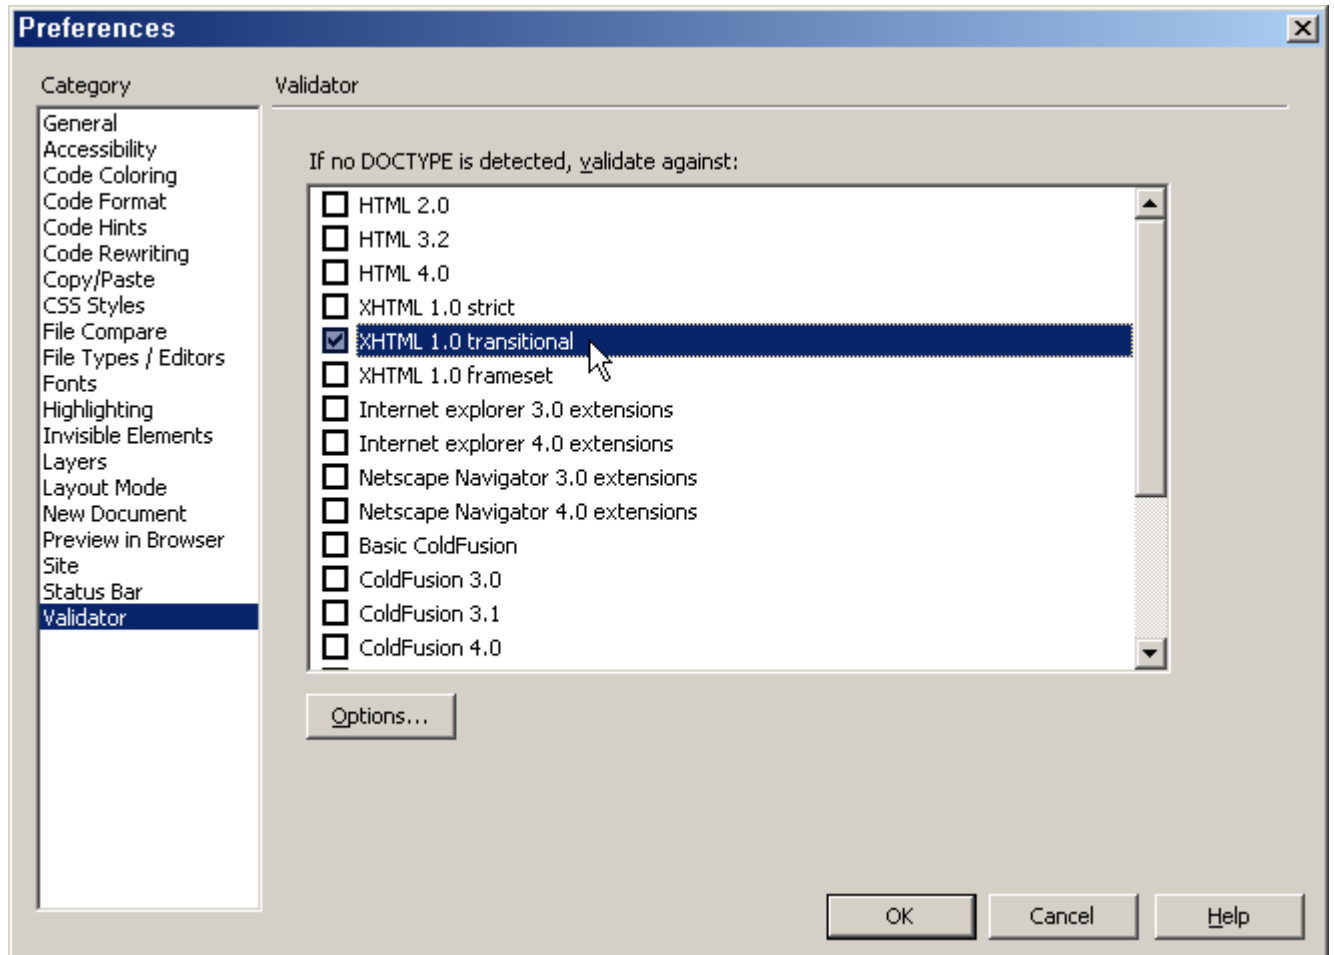 Preferences
Category
General
Accessibility
Code Coloring
Code Format
Code Hints
Code Rewriting
Copy/Paste
CSS Styles
File Compare
File Types / Editors
Fonts
Highlighting
Invisible Elements
Layers
Layout Mode
New Document
Preview in Browser
Site
Status Bar
Validator
Validator
If no DOCTYPE is detected, validate against:
HTML 2.0
HTML 3.2
HTML 4.0
XHTML 1.0 strict
XHTML 1.0 transitional
XHTML 1.0 frameset
Internet explorer 3.0 extensions
Internet explorer 4.0 extensions
Netscape Navigator 3.0 extensions
Netscape Navigator 4.0 extensions
Basic ColdFusion
ColdFusion 3.0
ColdFusion 3.1
ColdFusion 4.0
Options...
OK
Cancel
Help